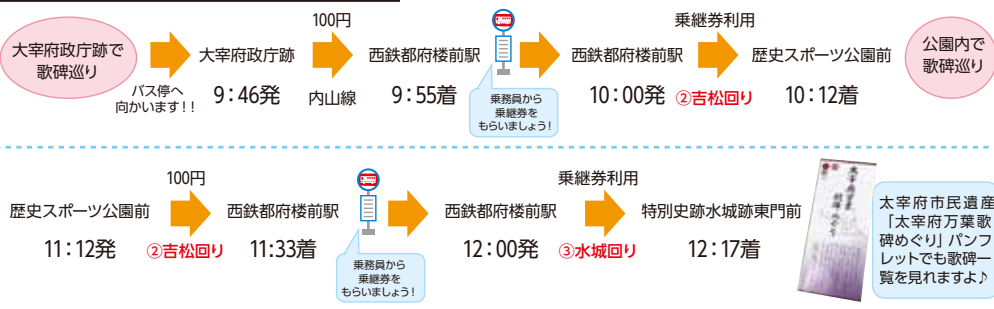 大宰府政庁跡で
歌碑巡り
バス停へ
向かいます!!
大宰府政庁跡
9:46発
100円
内山線
西鉄都府楼前駅
9:55着
乗務員から
乗継券を
もらいましょう!
西鉄都府楼前駅
10:00発
乗継券利用
②吉松回り
歴史スポーツ公園前
10:12着
公園内で
歌碑巡り
歴史スポーツ公園前
11:12発
100円
②吉松回り
西鉄都府楼前駅
11:33着
乗務員から
乗継券を
もらいましょう!
西鉄都府楼前駅
12:00発
乗継券利用
③水城回り
特別史跡水城跡東門前
12:17着
太宰府市民遺産
「太宰府万葉歌
碑めぐり」パンフ
レットでも歌碑一
覧を見れますよ♪